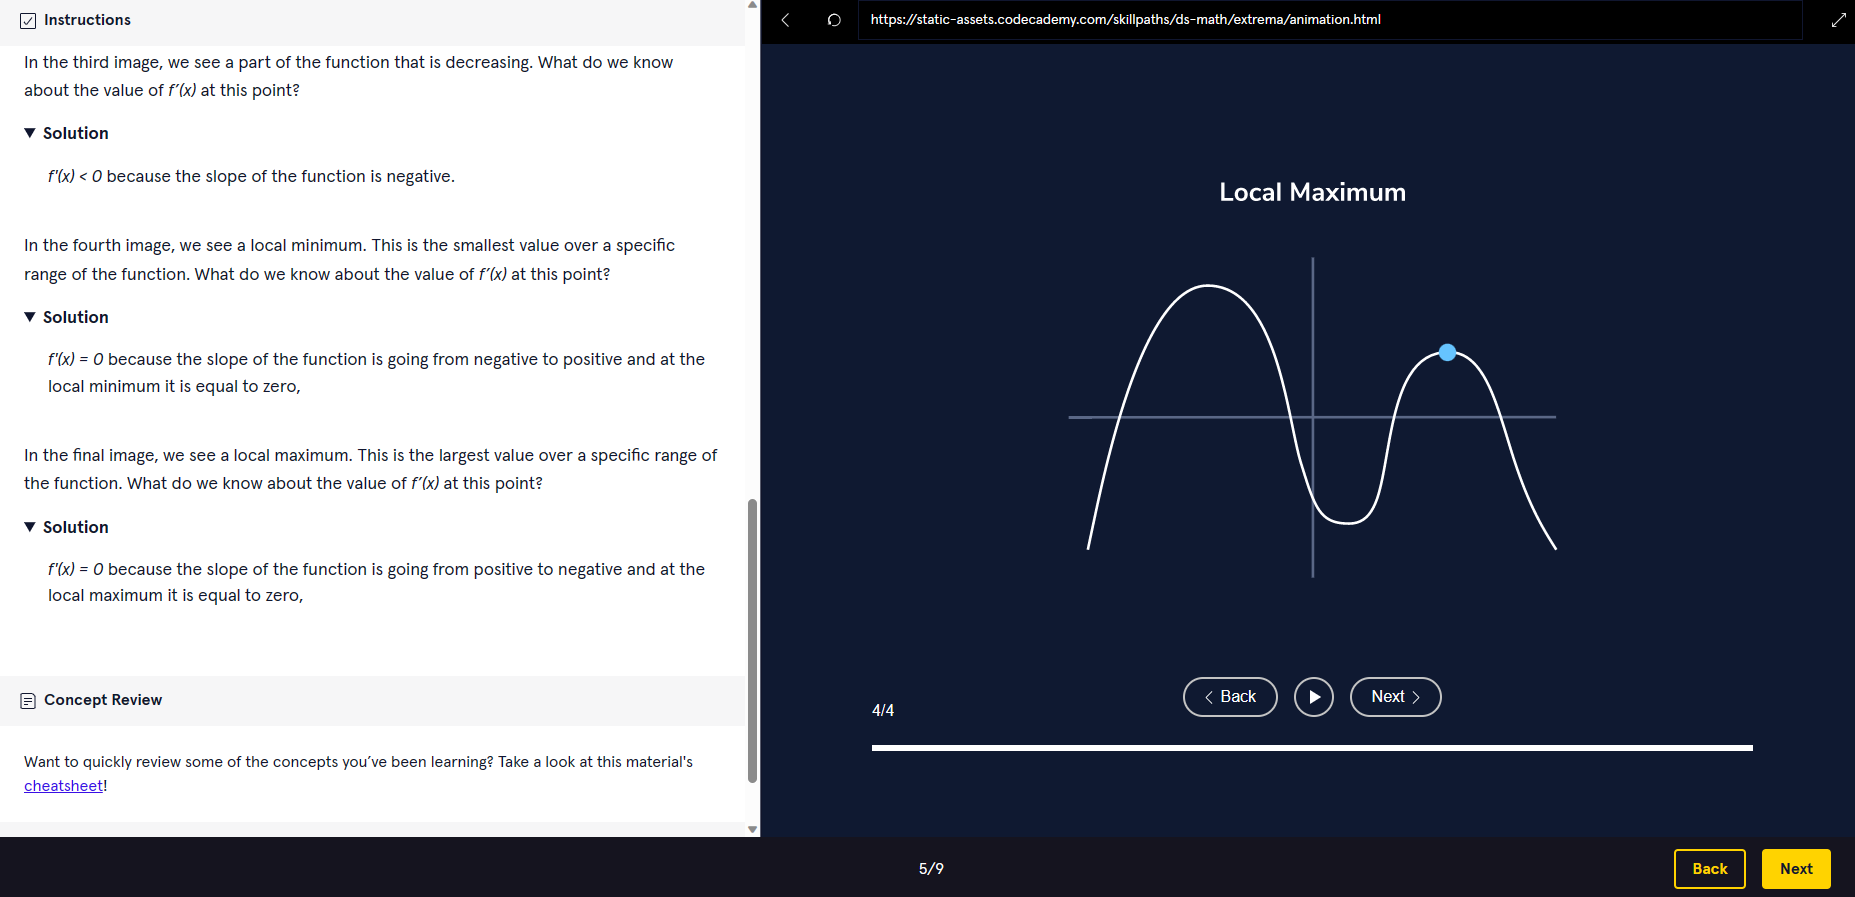 Instructions
In the third image, we see a part of the function that is decreasing. What do we know
about the value of f′(x) at this point?
Solution
f'(x) < 0 because the slope of the function is negative.
In the fourth image, we see a local minimum. This is the smallest value over a specific
range of the function. What do we know about the value of f′(x) at this point?
Solution
f'(x) = 0 because the slope of the function is going from negative to positive and at the
local minimum it is equal to zero,
In the final image, we see a local maximum. This is the largest value over a specific range of
the function. What do we know about the value of f′(x) at this point?
Solution
f'(x) = 0 because the slope of the function is going from positive to negative and at the
local maximum it is equal to zero,
Concept Review
Want to quickly review some of the concepts you’ve been learning? Take a look at this material's
cheatsheet!
https://static-assets.codecademy.com/skillpaths/ds-math/extrema/animation.html
Local Maximum
4/4
Back
Next
5/9
Back
Next